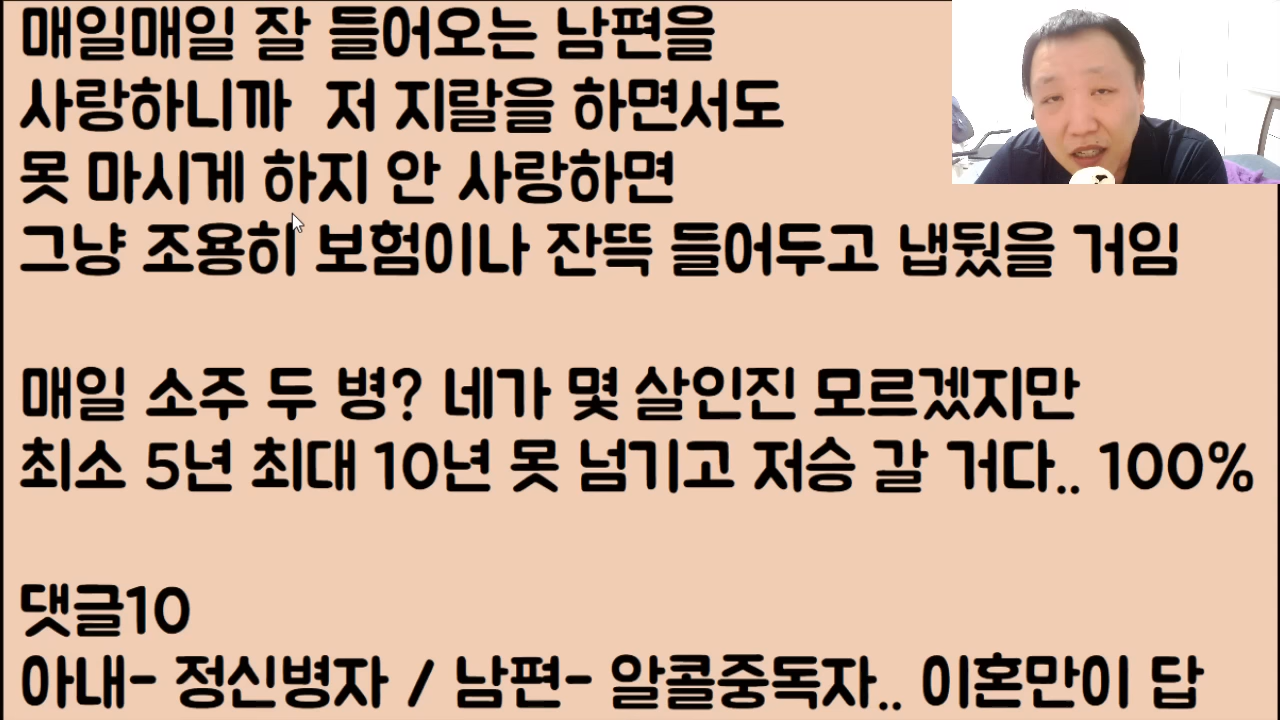 매일매일 잘 들어오는 남편을
사랑하니까 저 지랄을 하면서도
못 마시게 하지 안 사랑하면
그냥 조용히 보험이나 잔뜩 들어두고 냅뒀을 거임
매일 소주 두 병? 네가 몇 살인진 모르겠지만
최소 5년 최대 10년 못 넘기고 저승 갈 거다.. 100%
댓글10
아내- 정신병자 / 남편- 알콜중독자.. 이혼만이 답